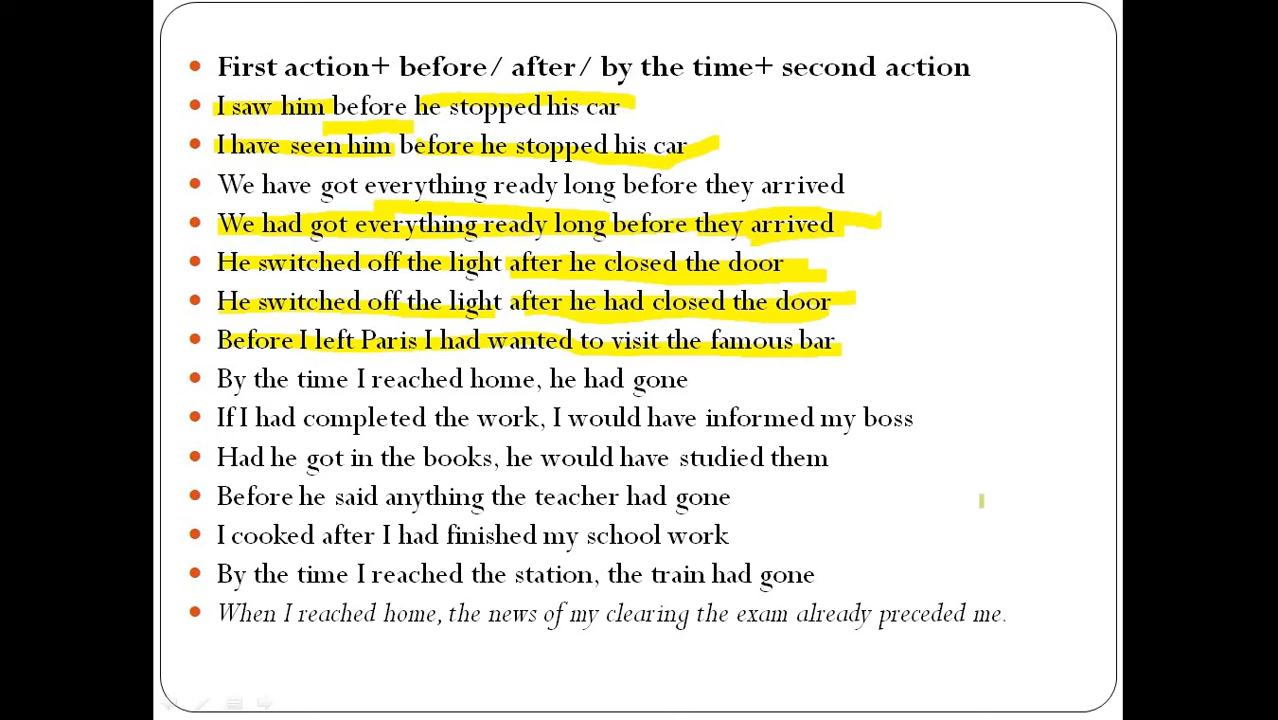 First action+ before/ after/ by the time+ second action
I saw him before he stopped his car
I have seen him before he stopped his car
We have got everything ready long before they arrived
We had got everything ready long before they arrived
He switched off the light after he closed the door
He switched off the light after he had closed the door
Before I left Paris I had wanted to visit the famous bar
By the time I reached home, he had gone
If I had completed the work, I would have informed my boss
Had he got in the books, he would have studied them
Before he said anything the teacher had gone
I cooked after I had finished my school work
By the time I reached the station, the train had gone
When I reached home, the news of my clearing the exam already preceded me.